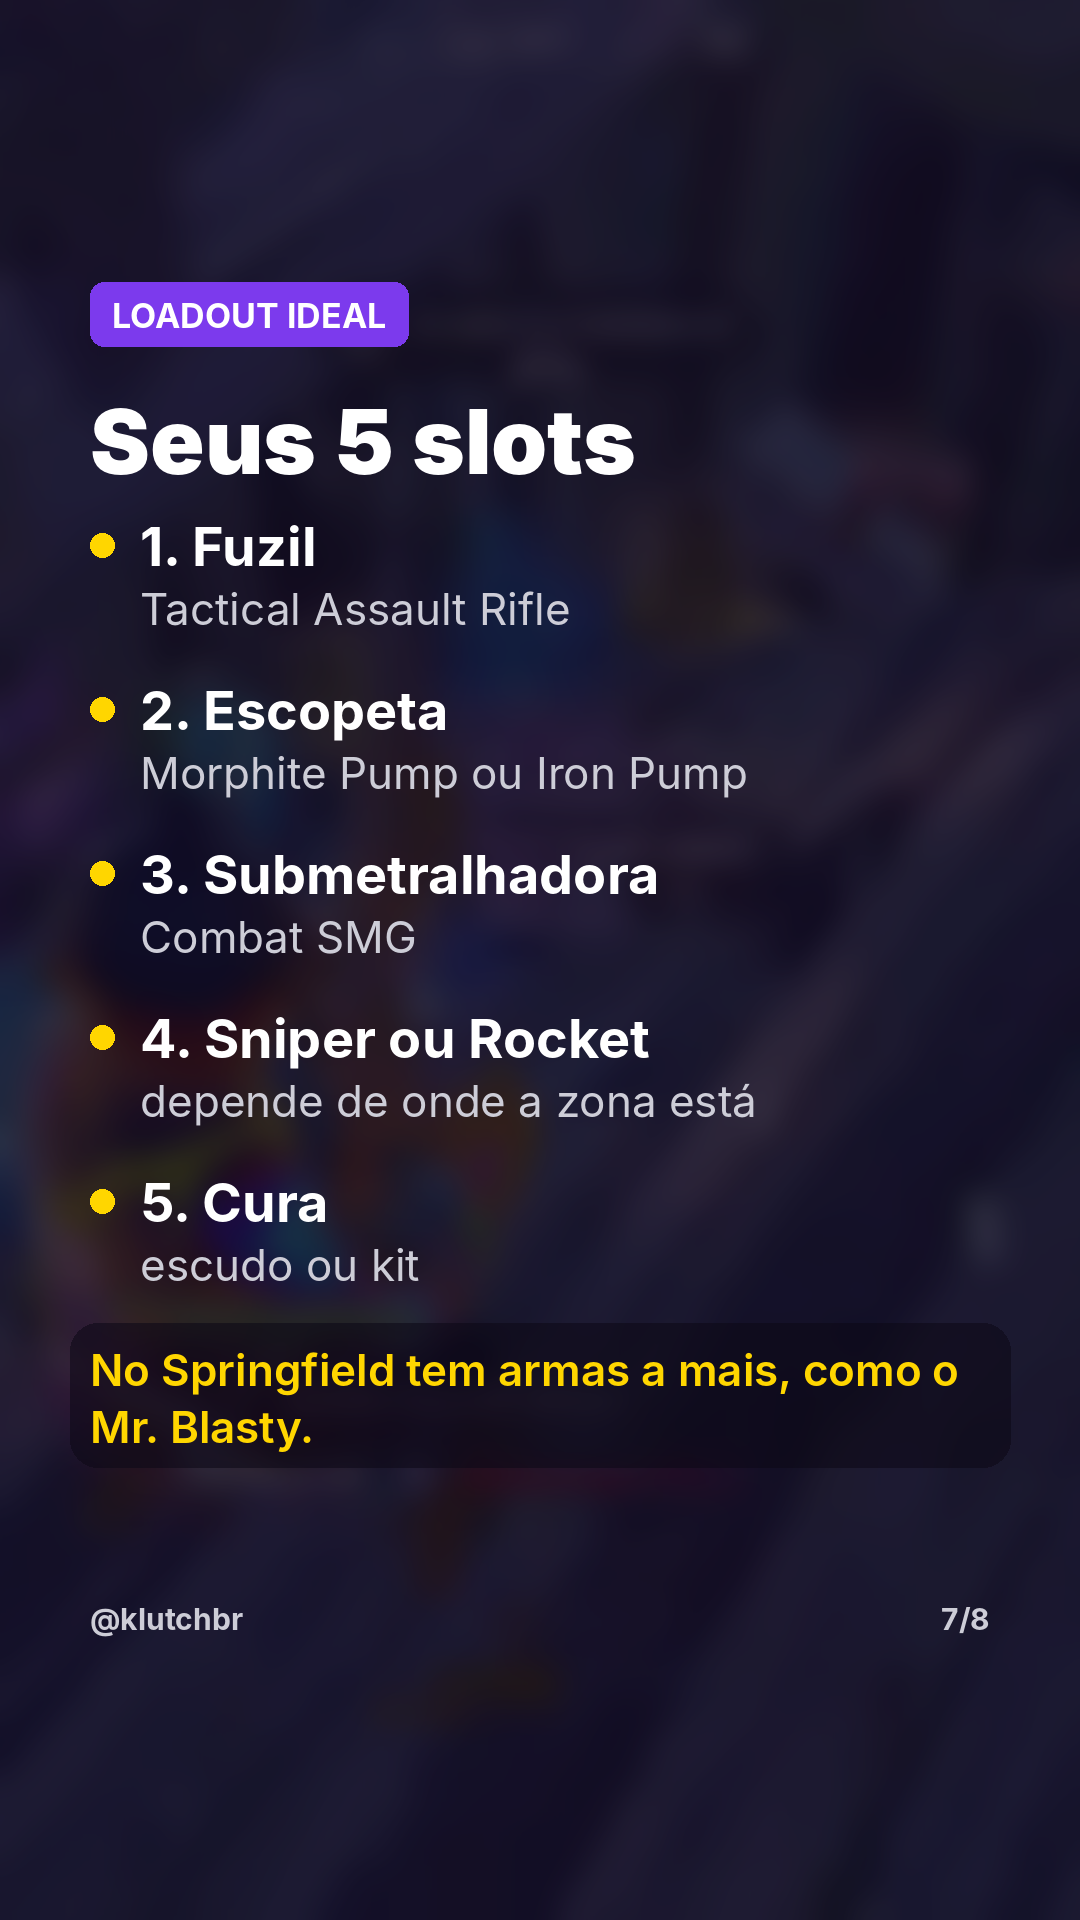 LOADOUT IDEAL
Seus 5 slots
1. Fuzil
Tactical Assault Rifle
2. Escopeta
Morphite Pump ou Iron Pump
3. Submetralhadora
Combat SMG
4. Sniper ou Rocket
depende de onde a zona está
5. Cura
escudo ou kit
No Springfield tem armas a mais, como o
Mr. Blasty.
@klutchbr
7/8